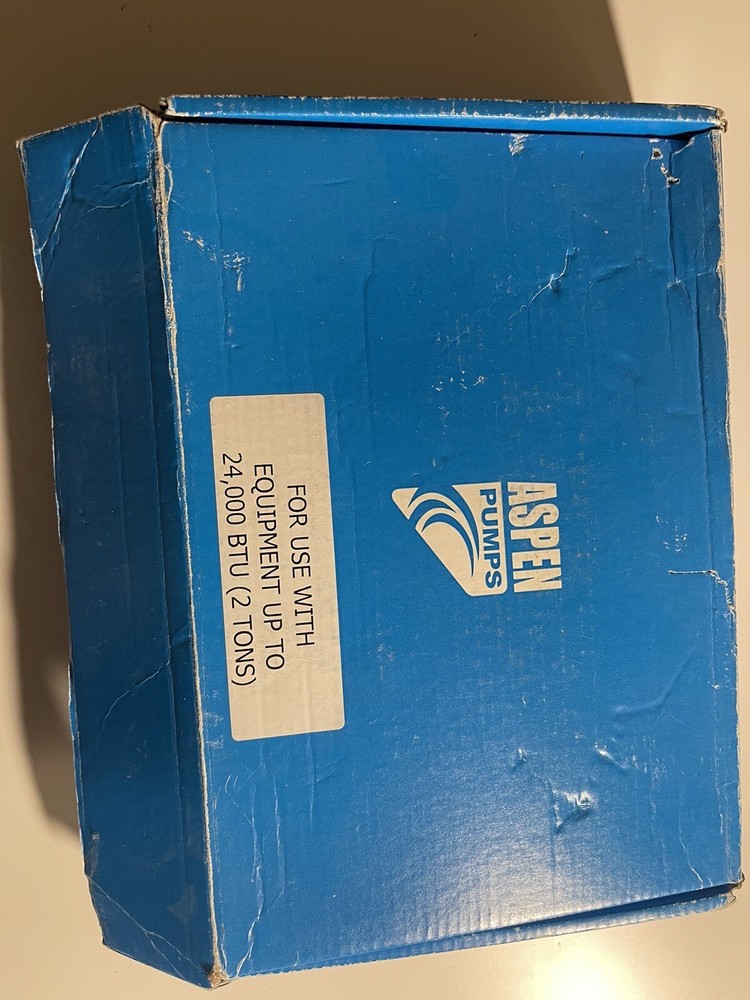 ASPEN
PUMPS
FOR USE WITH
EQUIPMENT UP TO
24,000 BTU (2 TONS)